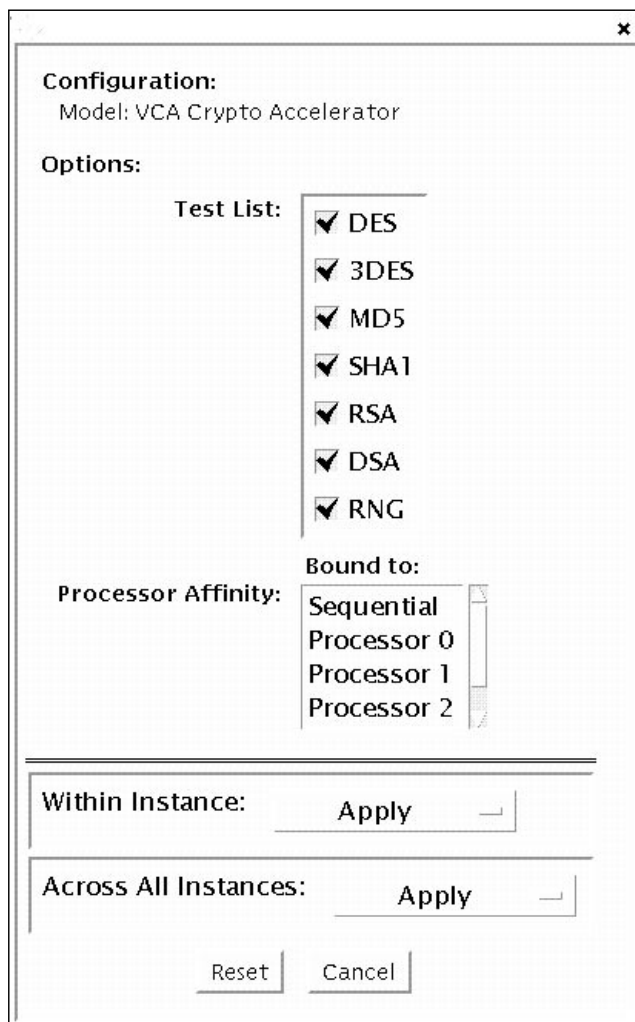 Configuration:
Model: VCA Crypto Accelerator
Options:
Test List:
DES
3DES
MD5
SHA1
RSA
DSA
RNG
Bound to:
Processor Affinity:
Sequential
Processor 0
Processor 1
Processor 2
Within Instance: Apply
Across All Instances: Apply
Reset Cancel